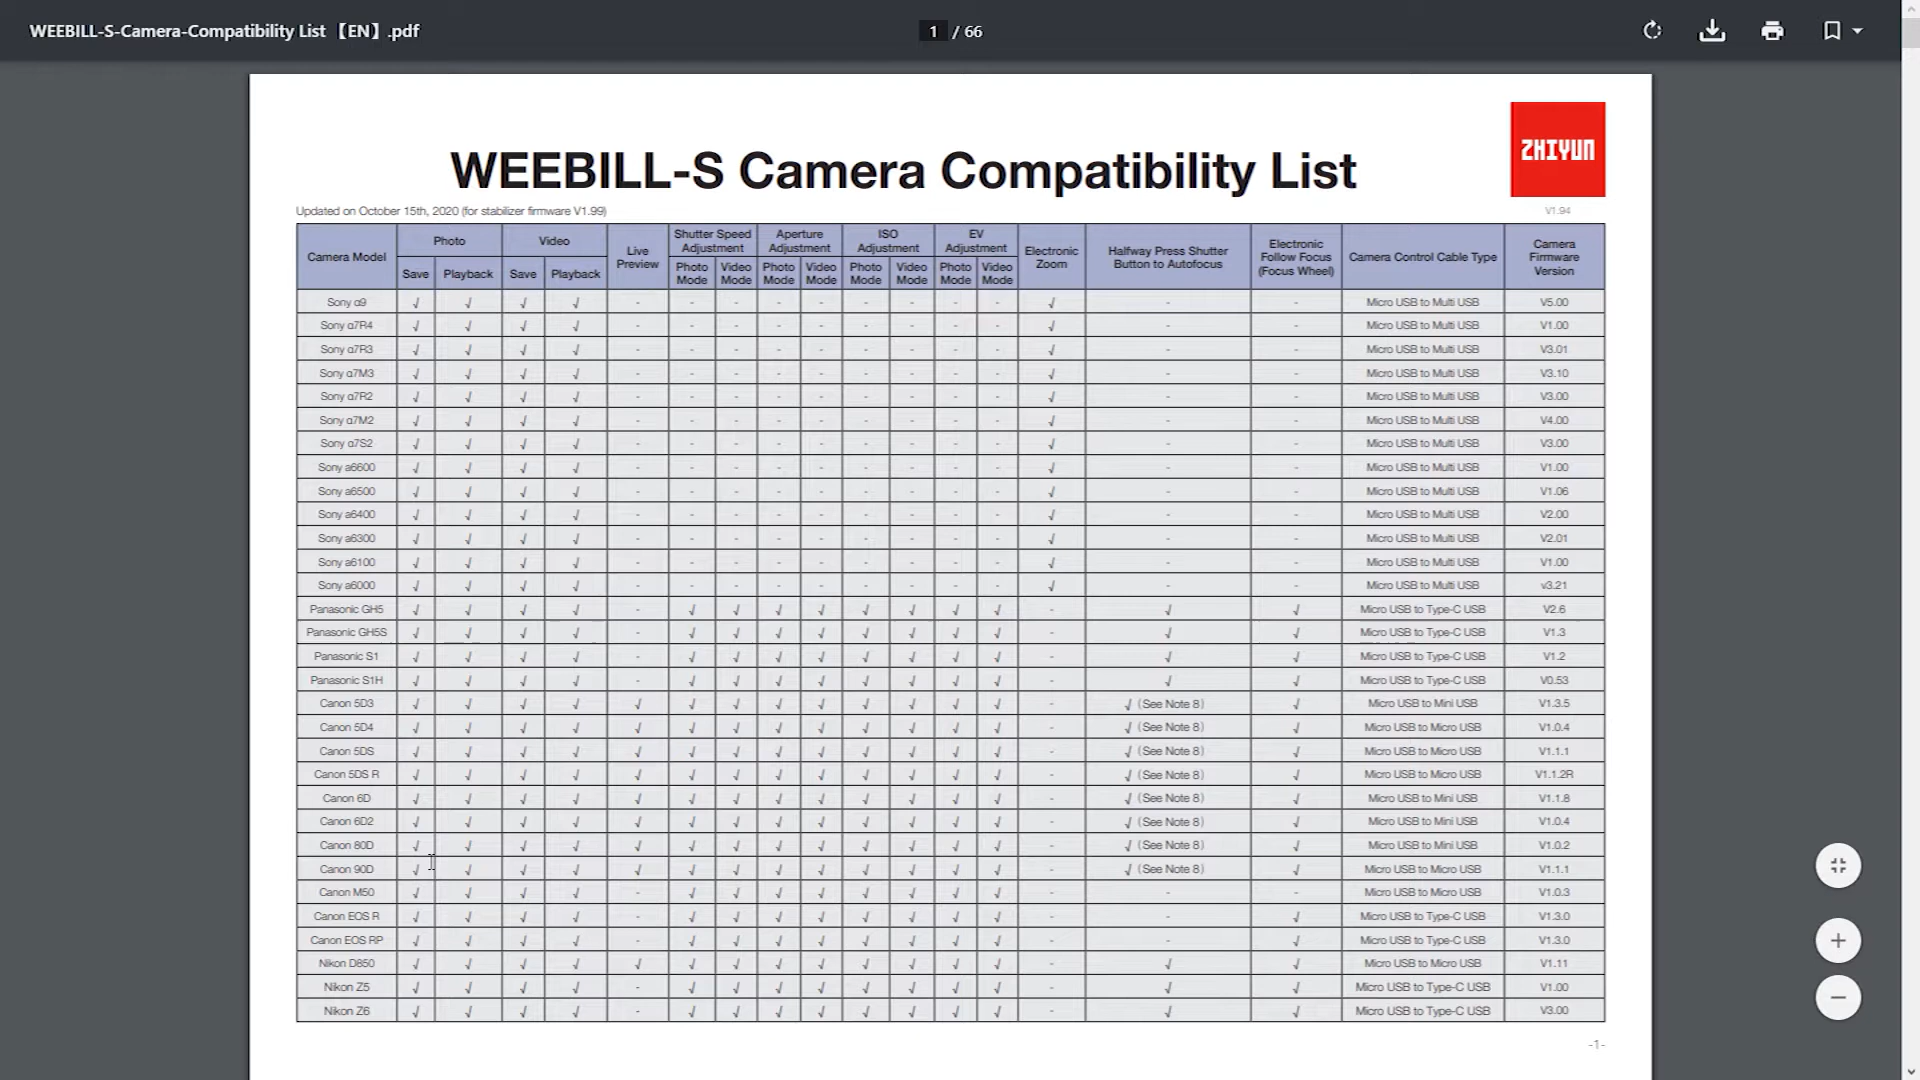 WEEBILL-S-Camera-Compatibility List 【EN】.pdf
1 / 66
ZHIYUN
WEEBILL-S Camera Compatibility List
Updated on October 15th, 2020 (for stabilizer firmware V1.99)
V1.94
Camera Model Photo Video Live Preview Shutter Speed Adjustment Aperture Adjustment ISO Adjustment EV Adjustment Electronic Zoom Halfway Press Shutter Button to Autofocus Electronic Follow Focus (Focus Wheel) Camera Control Cable Type Camera Firmware Version
Save Playback Save Playback Photo Mode Video Mode Photo Mode Video Mode Photo Mode Video Mode Photo Mode Video Mode
Sony α9 √ √ √ √ - - - - - - - - - √ - - Micro USB to Multi USB V5.00
Sony α7R4 √ √ √ √ - - - - - - - - - √ - - Micro USB to Multi USB V1.00
Sony α7R3 √ √ √ √ - - - - - - - - - √ - - Micro USB to Multi USB V3.01
Sony α7M3 √ √ √ √ - - - - - - - - - √ - - Micro USB to Multi USB V3.10
Sony α7R2 √ √ √ √ - - - - - - - - - √ - - Micro USB to Multi USB V3.00
Sony α7M2 √ √ √ √ - - - - - - - - - √ - - Micro USB to Multi USB V4.00
Sony α7S2 √ √ √ √ - - - - - - - - - √ - - Micro USB to Multi USB V3.00
Sony a6600 √ √ √ √ - - - - - - - - - √ - - Micro USB to Multi USB V1.00
Sony a6500 √ √ √ √ - - - - - - - - - √ - - Micro USB to Multi USB V1.06
Sony a6400 √ √ √ √ - - - - - - - - - √ - - Micro USB to Multi USB V2.00
Sony a6300 √ √ √ √ - - - - - - - - - √ - - Micro USB to Multi USB V2.01
Sony a6100 √ √ √ √ - - - - - - - - - √ - - Micro USB to Multi USB V1.00
Sony a6000 √ √ √ √ - - - - - - - - - √ - - Micro USB to Multi USB v3.21
Panasonic GH5 √ √ √ √ - √ √ √ √ √ √ √ √ - √ √ Micro USB to Type-C USB V2.6
Panasonic GH5S √ √ √ √ - √ √ √ √ √ √ √ √ - √ √ Micro USB to Type-C USB V1.3
Panasonic S1 √ √ √ √ - √ √ √ √ √ √ √ √ - √ √ Micro USB to Type-C USB V1.2
Panasonic S1H √ √ √ √ - √ √ √ √ √ √ √ √ - √ √ Micro USB to Type-C USB V0.53
Canon 5D3 √ √ √ √ √ √ √ √ √ √ √ √ √ - √ (See Note 8) √ Micro USB to Mini USB V1.3.5
Canon 5D4 √ √ √ √ √ √ √ √ √ √ √ √ √ - √ (See Note 8) √ Micro USB to Micro USB V1.0.4
Canon 5DS √ √ √ √ √ √ √ √ √ √ √ √ √ - √ (See Note 8) √ Micro USB to Micro USB V1.1.1
Canon 5DS R √ √ √ √ √ √ √ √ √ √ √ √ √ - √ (See Note 8) √ Micro USB to Micro USB V1.1.2R
Canon 6D √ √ √ √ √ √ √ √ √ √ √ √ √ - √ (See Note 8) √ Micro USB to Mini USB V1.1.8
Canon 6D2 √ √ √ √ √ √ √ √ √ √ √ √ √ - √ (See Note 8) √ Micro USB to Mini USB V1.0.4
Canon 80D √ √ √ √ √ √ √ √ √ √ √ √ √ - √ (See Note 8) √ Micro USB to Mini USB V1.0.2
Canon 90D √ √ √ √ √ √ √ √ √ √ √ √ √ - √ (See Note 8) √ Micro USB to Micro USB V1.1.1
Canon M50 √ √ √ √ - √ √ √ √ √ √ √ √ - - - Micro USB to Micro USB V1.0.3
Canon EOS R √ √ √ √ - √ √ √ √ √ √ √ √ - - √ Micro USB to Type-C USB V1.3.0
Canon EOS RP √ √ √ √ - √ √ √ √ √ √ √ √ - - √ Micro USB to Type-C USB V1.3.0
Nikon D850 √ √ √ √ √ √ √ √ √ √ √ √ √ - √ √ Micro USB to Micro USB V1.11
Nikon Z5 √ √ √ √ - √ √ √ √ √ √ √ √ - √ √ Micro USB to Type-C USB V1.00
Nikon Z6 √ √ √ √ - √ √ √ √ √ √ √ √ - √ √ Micro USB to Type-C USB V3.00
-1-